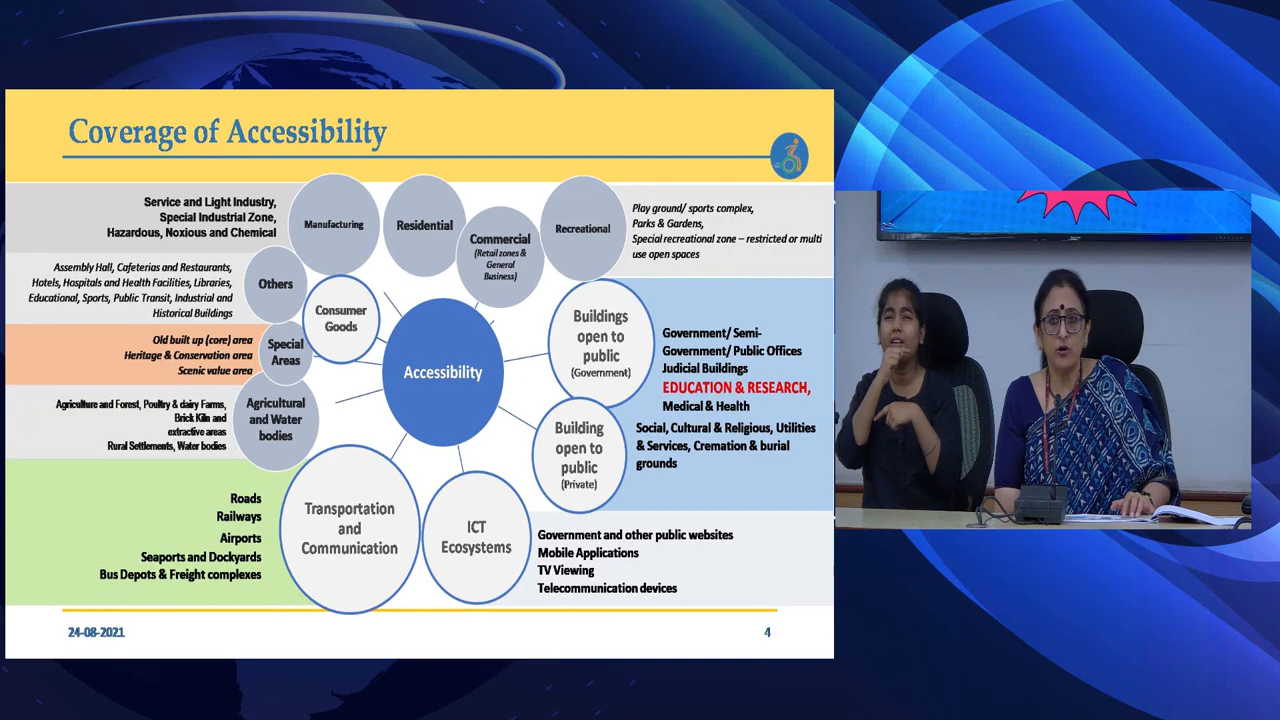 Coverage of Accessibility
Service and Light Industry,
Special Industrial Zone,
Hazardous, Noxious and Chemical
Manufacturing
Residential
Commercial
(Retail zones &
General
Business)
Recreational
Play ground/ sports complex,
Parks & Gardens,
Special recreational zone – restricted or multi
use open spaces
Assembly Hall, Cafeterias and Restaurants,
Hotels, Hospitals and Health Facilities, Libraries,
Educational, Sports, Public Transit, Industrial and
Historical Buildings
Others
Consumer
Goods
Old built up (core) area
Heritage & Conservation area
Scenic value area
Special
Areas
Accessibility
Buildings
open to
public
(Government)
Government/ Semi-
Government/ Public Offices
Judicial Buildings
EDUCATION & RESEARCH,
Medical & Health
Agriculture and Forest, Poultry & dairy Farms,
Brick Kiln and
extractive areas
Rural Settlements, Water bodies
Agricultural
and Water
bodies
Building
open to
public
(Private)
Social, Cultural & Religious, Utilities
& Services, Cremation & burial
grounds
Roads
Railways
Airports
Seaports and Dockyards
Bus Depots & Freight complexes
Transportation
and
Communication
ICT
Ecosystems
Government and other public websites
Mobile Applications
TV Viewing
Telecommunication devices
24-08-2021
4